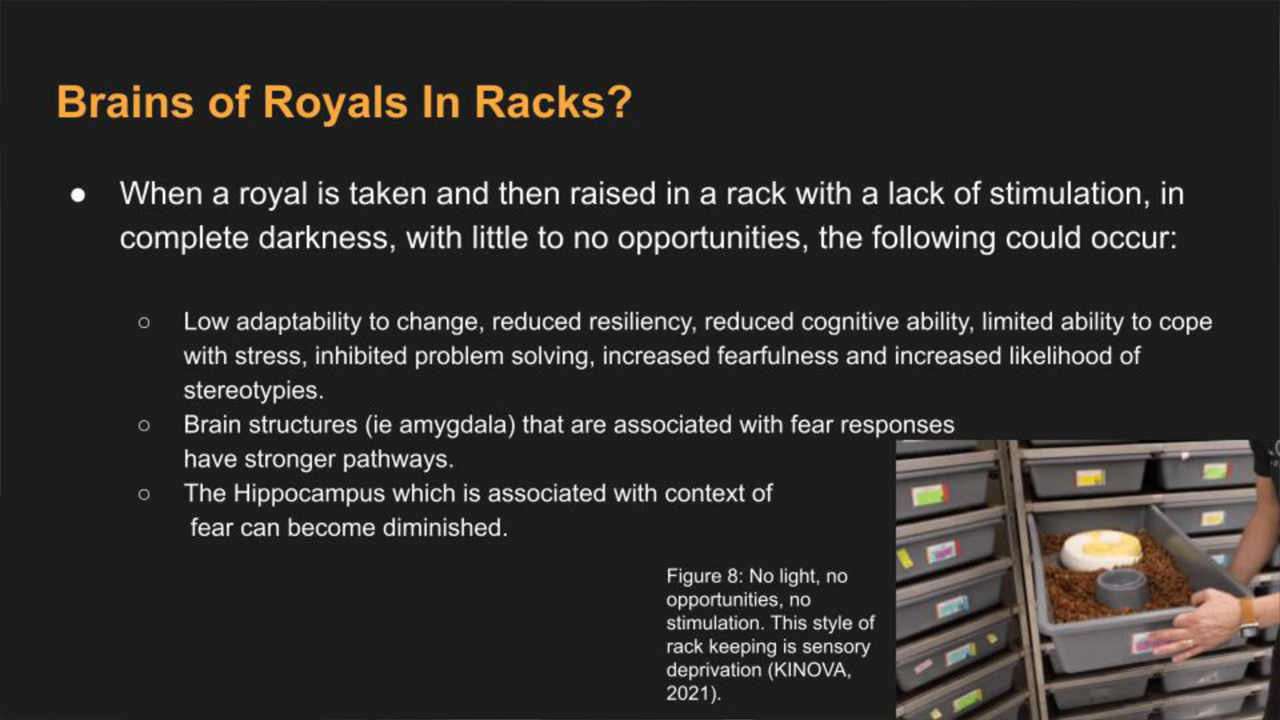 Brains of Royals In Racks?
● When a royal is taken and then raised in a rack with a lack of stimulation, in
complete darkness, with little to no opportunities, the following could occur:
○ Low adaptability to change, reduced resiliency, reduced cognitive ability, limited ability to cope
with stress, inhibited problem solving, increased fearfulness and increased likelihood of
stereotypies.
○ Brain structures (ie amygdala) that are associated with fear responses
have stronger pathways.
○ The Hippocampus which is associated with context of
fear can become diminished.
Figure 8: No light, no
opportunities, no
stimulation. This style of
rack keeping is sensory
deprivation (KINOVA,
2021).